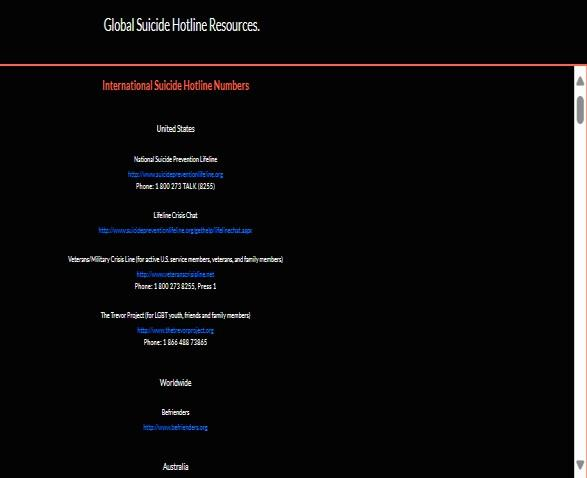 Global Suicide Hotline Resources.
International Suicide Hotline Numbers
United States
National Suicide Prevention Lifeline
http://www.suicidepreventionlifeline.org
Phone: 1 800 273 TALK (8255)
Lifeline Crisis Chat
http://www.suicidepreventionlifeline.org/gethelp/lifelinechat.aspx
Veterans/Military Crisis Line (for active U.S. service members, veterans, and family members)
http://www.veteranscrisisline.net
Phone: 1 800 273 8255, Press 1
The Trevor Project (for LGBT youth, friends and family members)
http://www.thetrevorproject.org
Phone: 1 866 488 73865
Worldwide
Befrienders
http://www.befrienders.org
Australia